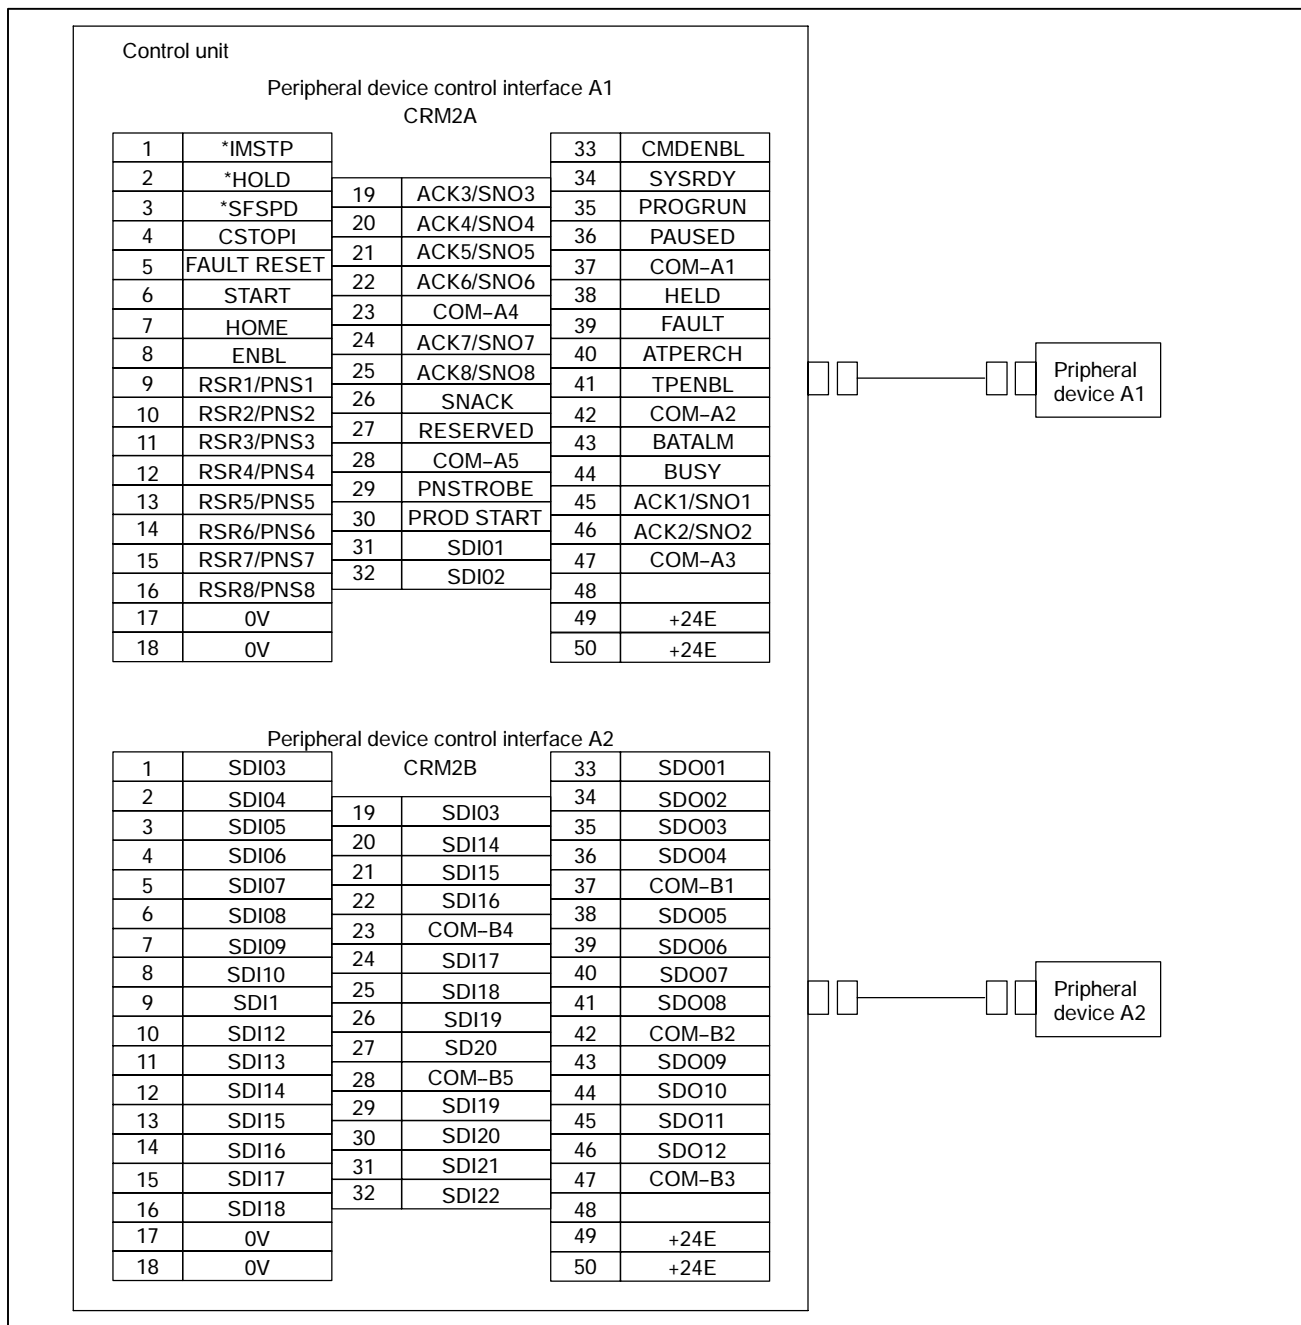 Control unit
Peripheral device control interface A1
CRM2A
1 *IMSTP
2 *HOLD
3 *SFSPD
4 CSTOPI
5 FAULT RESET
6 START
7 HOME
8 ENBL
9 RSR1/PNS1
10 RSR2/PNS2
11 RSR3/PNS3
12 RSR4/PNS4
13 RSR5/PNS5
14 RSR6/PNS6
15 RSR7/PNS7
16 RSR8/PNS8
17 0V
18 0V
19 ACK3/SNO3
20 ACK4/SNO4
21 ACK5/SNO5
22 ACK6/SNO6
23 COM–A4
24 ACK7/SNO7
25 ACK8/SNO8
26 SNACK
27 RESERVED
28 COM–A5
29 PNSTROBE
30 PROD START
31 SDI01
32 SDI02
33 CMDENBL
34 SYSRDY
35 PROGRUN
36 PAUSED
37 COM–A1
38 HELD
39 FAULT
40 ATPERCH
41 TPENBL
42 COM–A2
43 BATALM
44 BUSY
45 ACK1/SNO1
46 ACK2/SNO2
47 COM–A3
48
49 +24E
50 +24E
Pripheral
device A1
Peripheral device control interface A2
CRM2B
1 SDI03
2 SDI04
3 SDI05
4 SDI06
5 SDI07
6 SDI08
7 SDI09
8 SDI10
9 SDI1
10 SDI12
11 SDI13
12 SDI14
13 SDI15
14 SDI16
15 SDI17
16 SDI18
17 0V
18 0V
19 SDI03
20 SDI14
21 SDI15
22 SDI16
23 COM–B4
24 SDI17
25 SDI18
26 SDI19
27 SD20
28 COM–B5
29 SDI19
30 SDI20
31 SDI21
32 SDI22
33 SDO01
34 SDO02
35 SDO03
36 SDO04
37 COM–B1
38 SDO05
39 SDO06
40 SDO07
41 SDO08
42 COM–B2
43 SDO09
44 SDO10
45 SDO11
46 SDO12
47 COM–B3
48
49 +24E
50 +24E
Pripheral
device A2